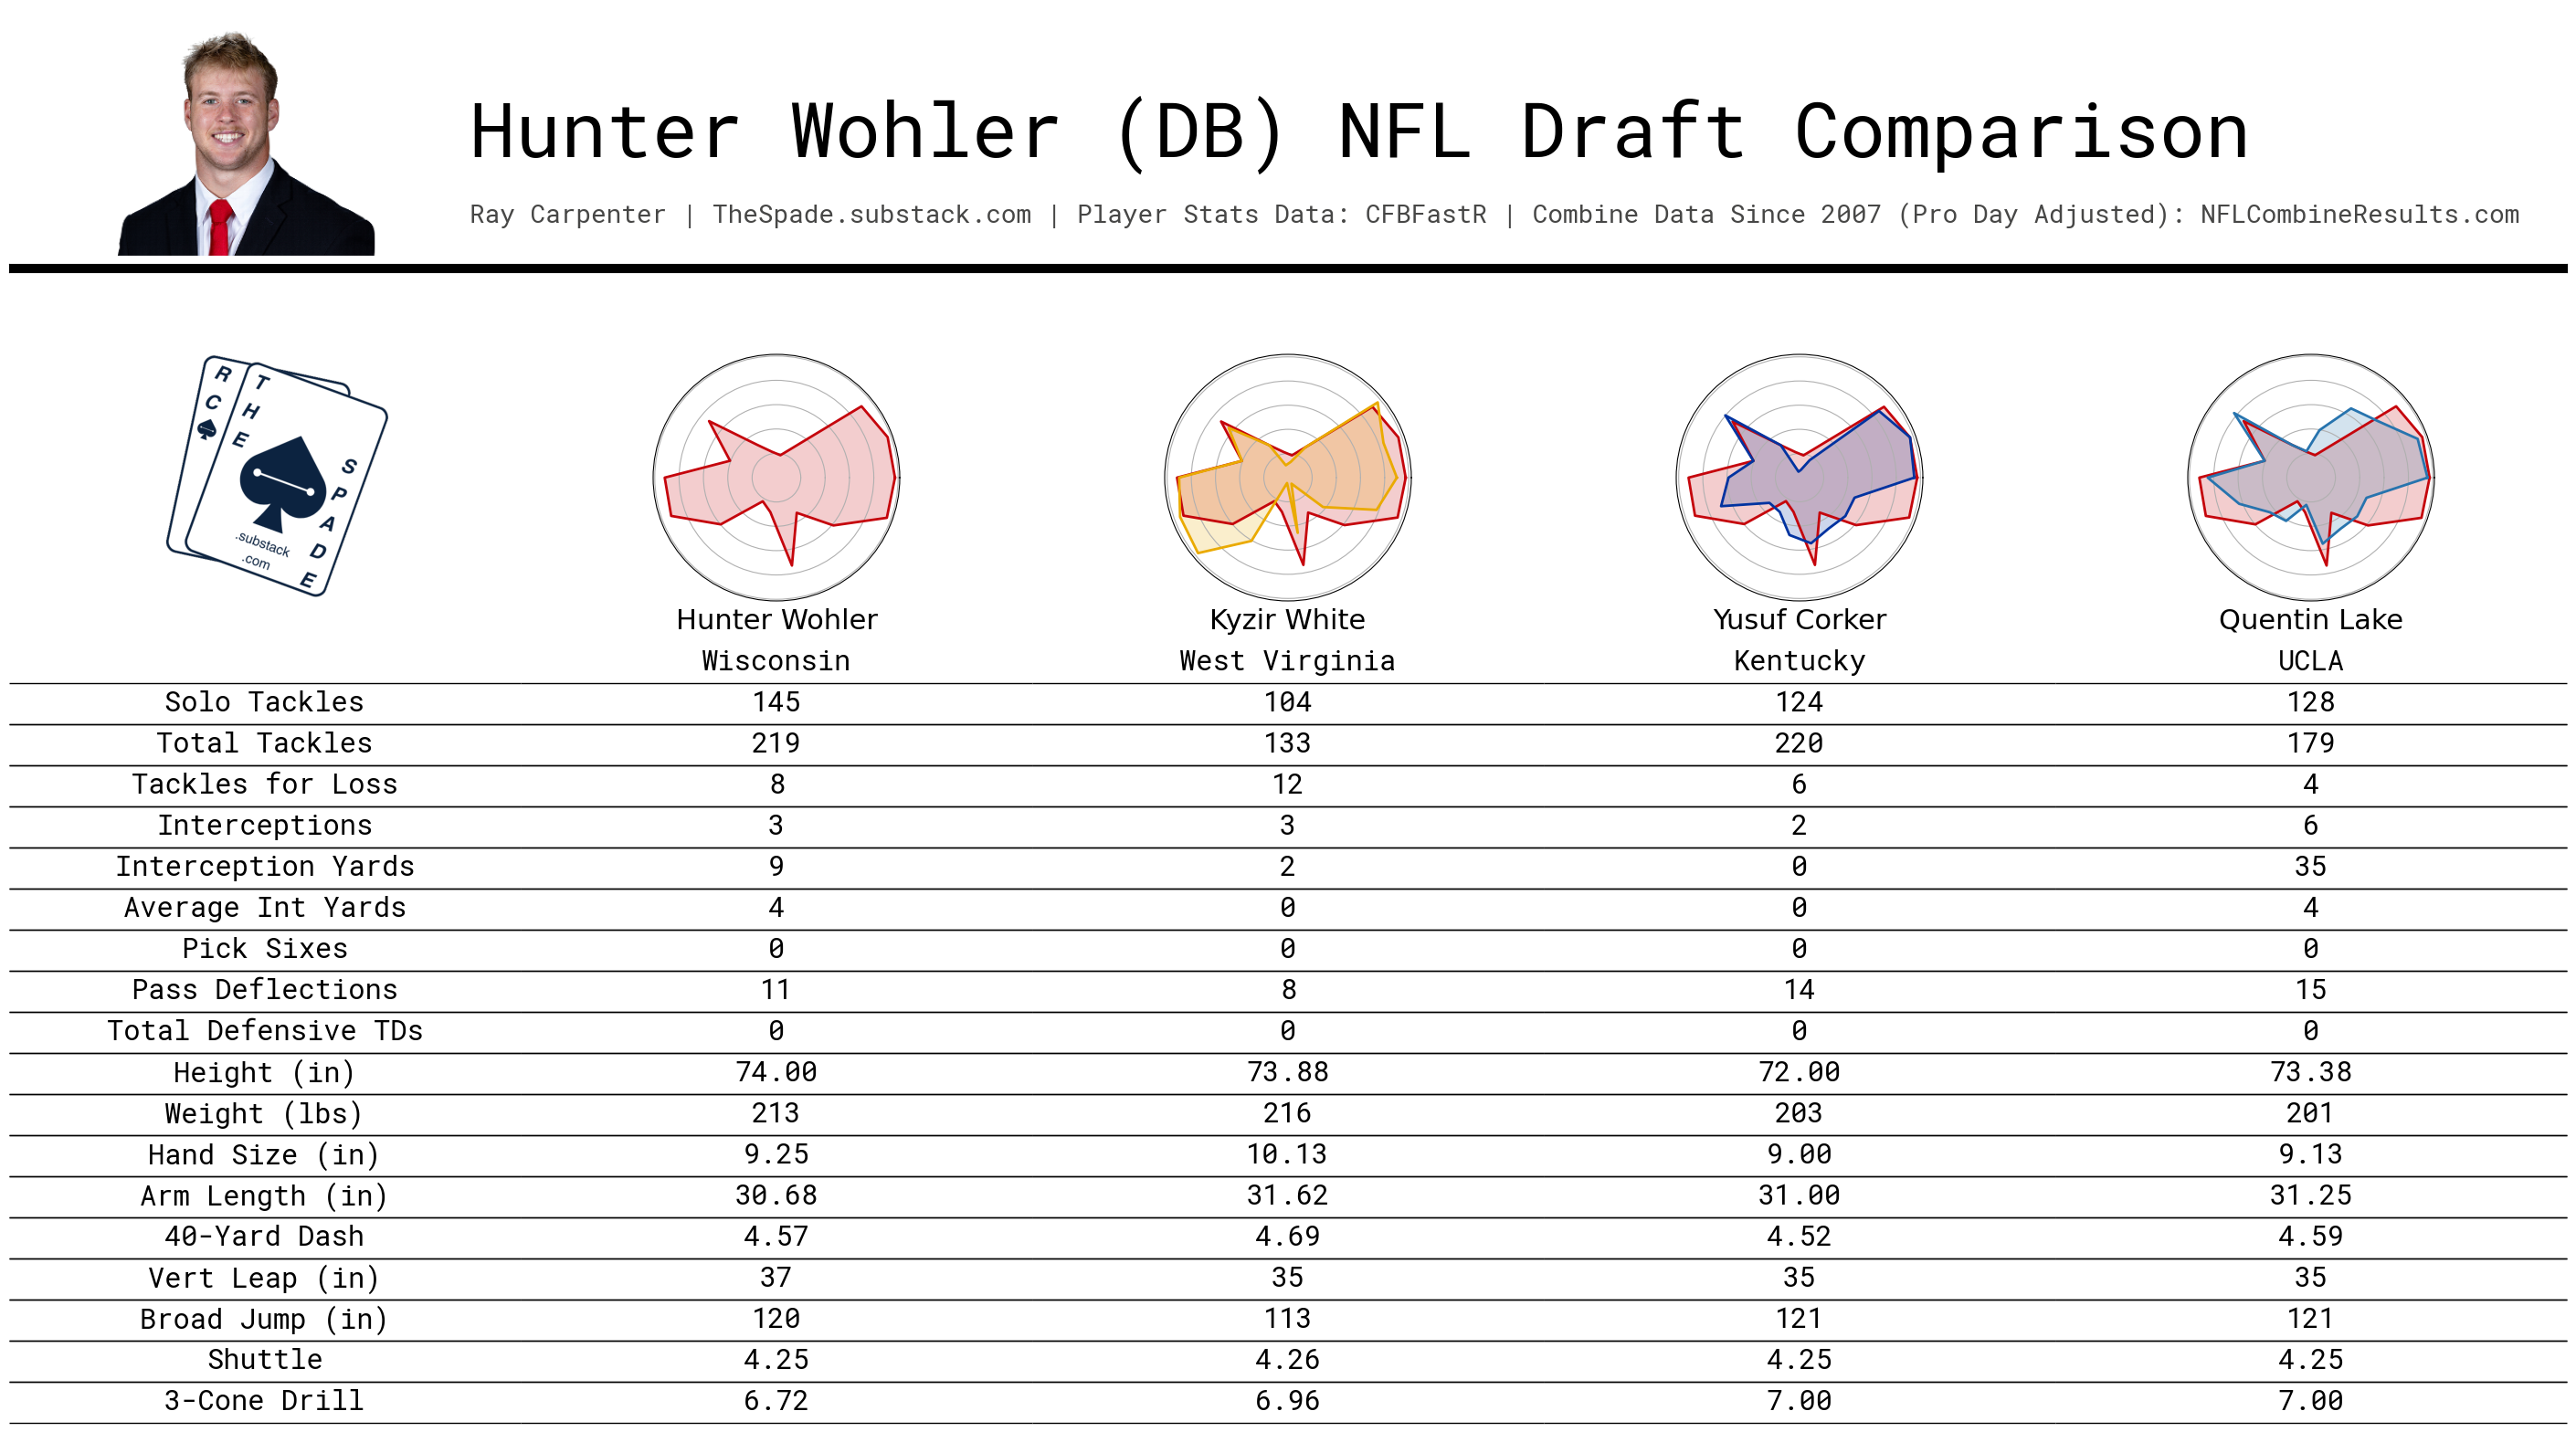 Hunter Wohler (DB) NFL Draft Comparison
Ray Carpenter | TheSpade.substack.com | Player Stats Data: CFBFastR | Combine Data Since 2007 (Pro Day Adjusted): NFLCombineResults.com
R C
THE SPADE
.substack
.com
Hunter Wohler Kyzir White Yusuf Corker Quentin Lake
Wisconsin West Virginia Kentucky UCLA
Solo Tackles 145 104 124 128
Total Tackles 219 133 220 179
Tackles for Loss 8 12 6 4
Interceptions 3 3 2 6
Interception Yards 9 2 0 35
Average Int Yards 4 0 0 4
Pick Sixes 0 0 0 0
Pass Deflections 11 8 14 15
Total Defensive TDs 0 0 0 0
Height (in) 74.00 73.88 72.00 73.38
Weight (lbs) 213 216 203 201
Hand Size (in) 9.25 10.13 9.00 9.13
Arm Length (in) 30.68 31.62 31.00 31.25
40-Yard Dash 4.57 4.69 4.52 4.59
Vert Leap (in) 37 35 35 35
Broad Jump (in) 120 113 121 121
Shuttle 4.25 4.26 4.25 4.25
3-Cone Drill 6.72 6.96 7.00 7.00